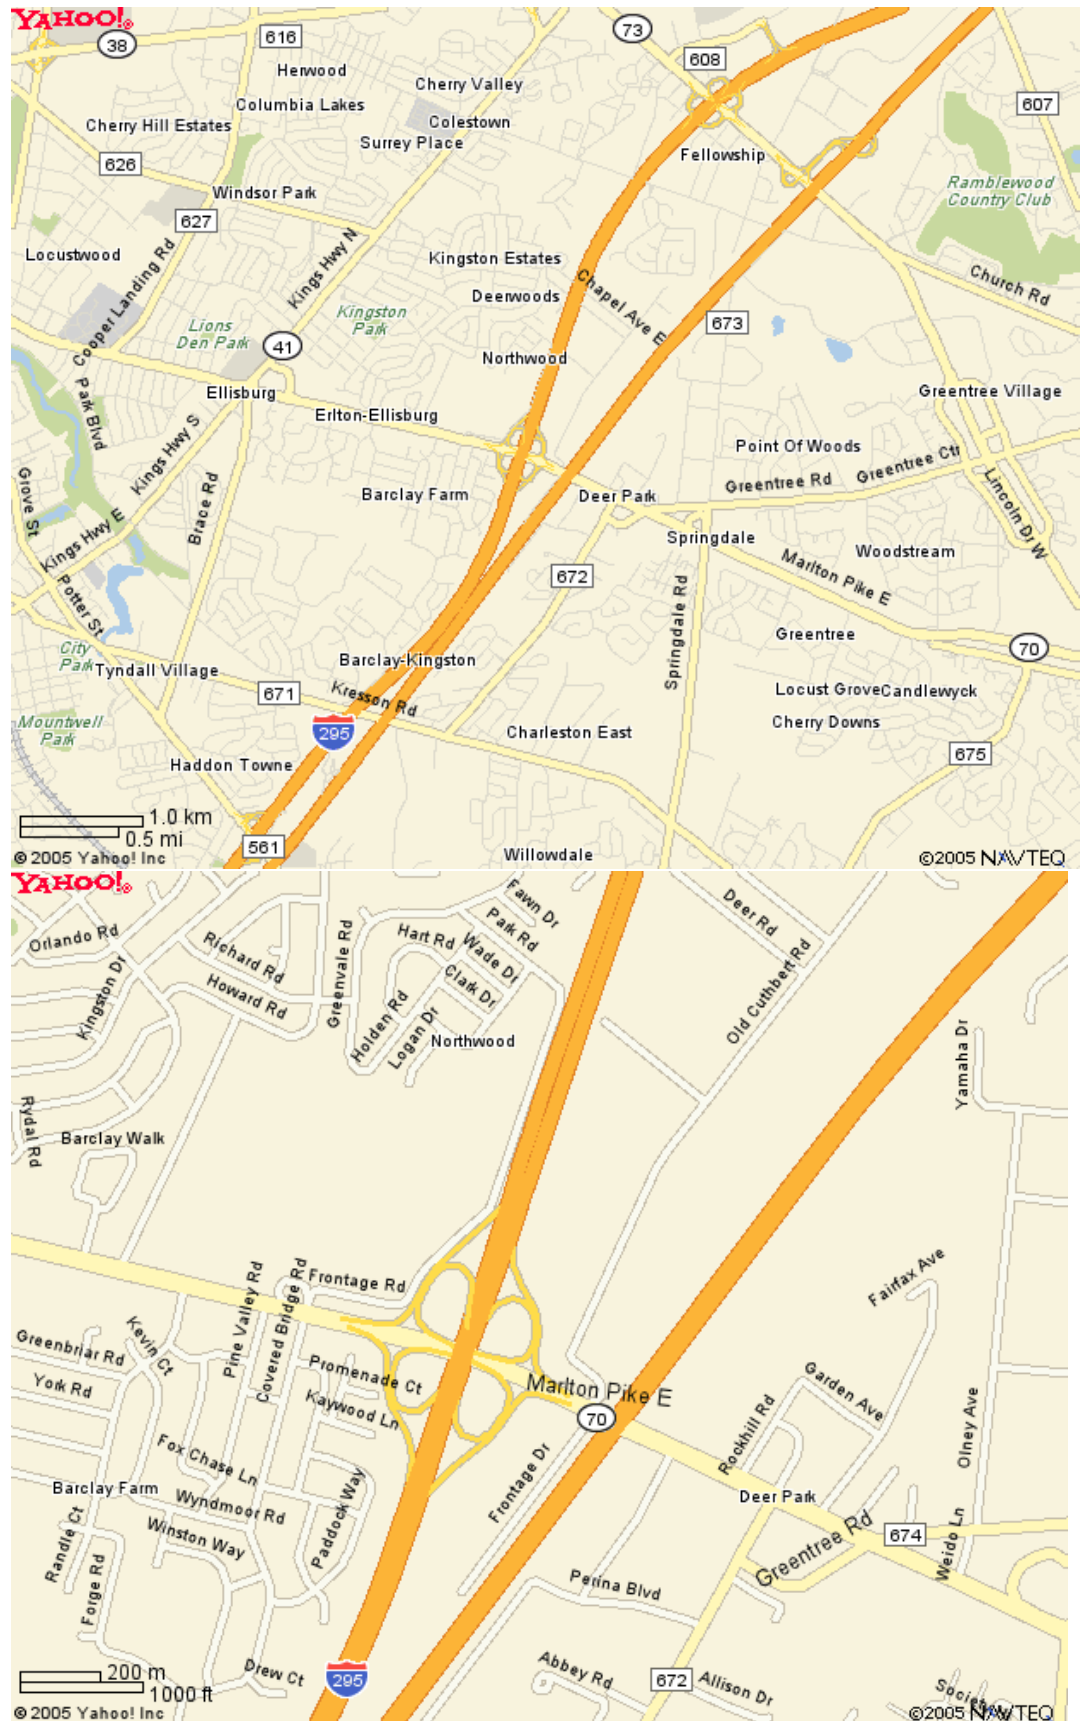 YAHOO!®
38
616
73
608
Herwood
Cherry Valley
607
Columbia Lakes
Colestown
Cherry Hill Estates
Surrey Place
626
Fellowship
Windsor Park
Ramblewood
Country Club
627
Locustwood
Kings Hwy N
Kingston Estates
Cooper Landing Rd
Deerwoods
Chapel Ave E
Church Rd
Kingston
Park
Lions
Den Park
673
41
Northwood
Ellisburg
Park Blvd
Erlton-Ellisburg
Greentree Village
Kings Hwy S
Point Of Woods
Greentree Ctr
Grove St
Brace Rd
Barclay Farm
Deer Park
Greentree Rd
Lincoln Dr W
Kings Hwy E
Springdale
Woodstream
672
Marlton Pike E
Potter St
Springdale Rd
Greentree
City
Park
70
Barclay-Kingston
Tyndall Village
671
Kresson Rd
Locust Grove
Candlewyck
Mountwell
Park
295
Charleston East
Cherry Downs
675
Haddon Towne
1.0 km
0.5 mi
561
Willowdale
© 2005 Yahoo! Inc
©2005 NAVTEQ
YAHOO!®
Fawn Dr
Deer Rd
Orlando Rd
Park Rd
Richard Rd
Greenvale Rd
Hart Rd
Wade Dr
Old Cuthbert Rd
Kingston Dr
Howard Rd
Clark Dr
Holden Rd
Logan Dr
Northwood
Yamaha Dr
Rydal Rd
Barclay Walk
Fairfax Ave
Frontage Rd
Pine Valley Rd
Covered Bridge Rd
Kevin Ct
Greenbriar Rd
Promenade Ct
York Rd
Marlton Pike E
Garden Ave
Kaywood Ln
70
Rockhill Rd
Olney Ave
Fox Chase Ln
Frontage Dr
Barclay Farm
Wyndmoor Rd
Paddock Way
Deer Park
Winston Way
Greentree Rd
674
Weido Ln
Randle Ct
Forge Rd
Perina Blvd
Drew Ct
295
Abbey Rd
672
Allison Dr
200 m
1000 ft
© 2005 Yahoo! Inc
©2005 NAVTEQ